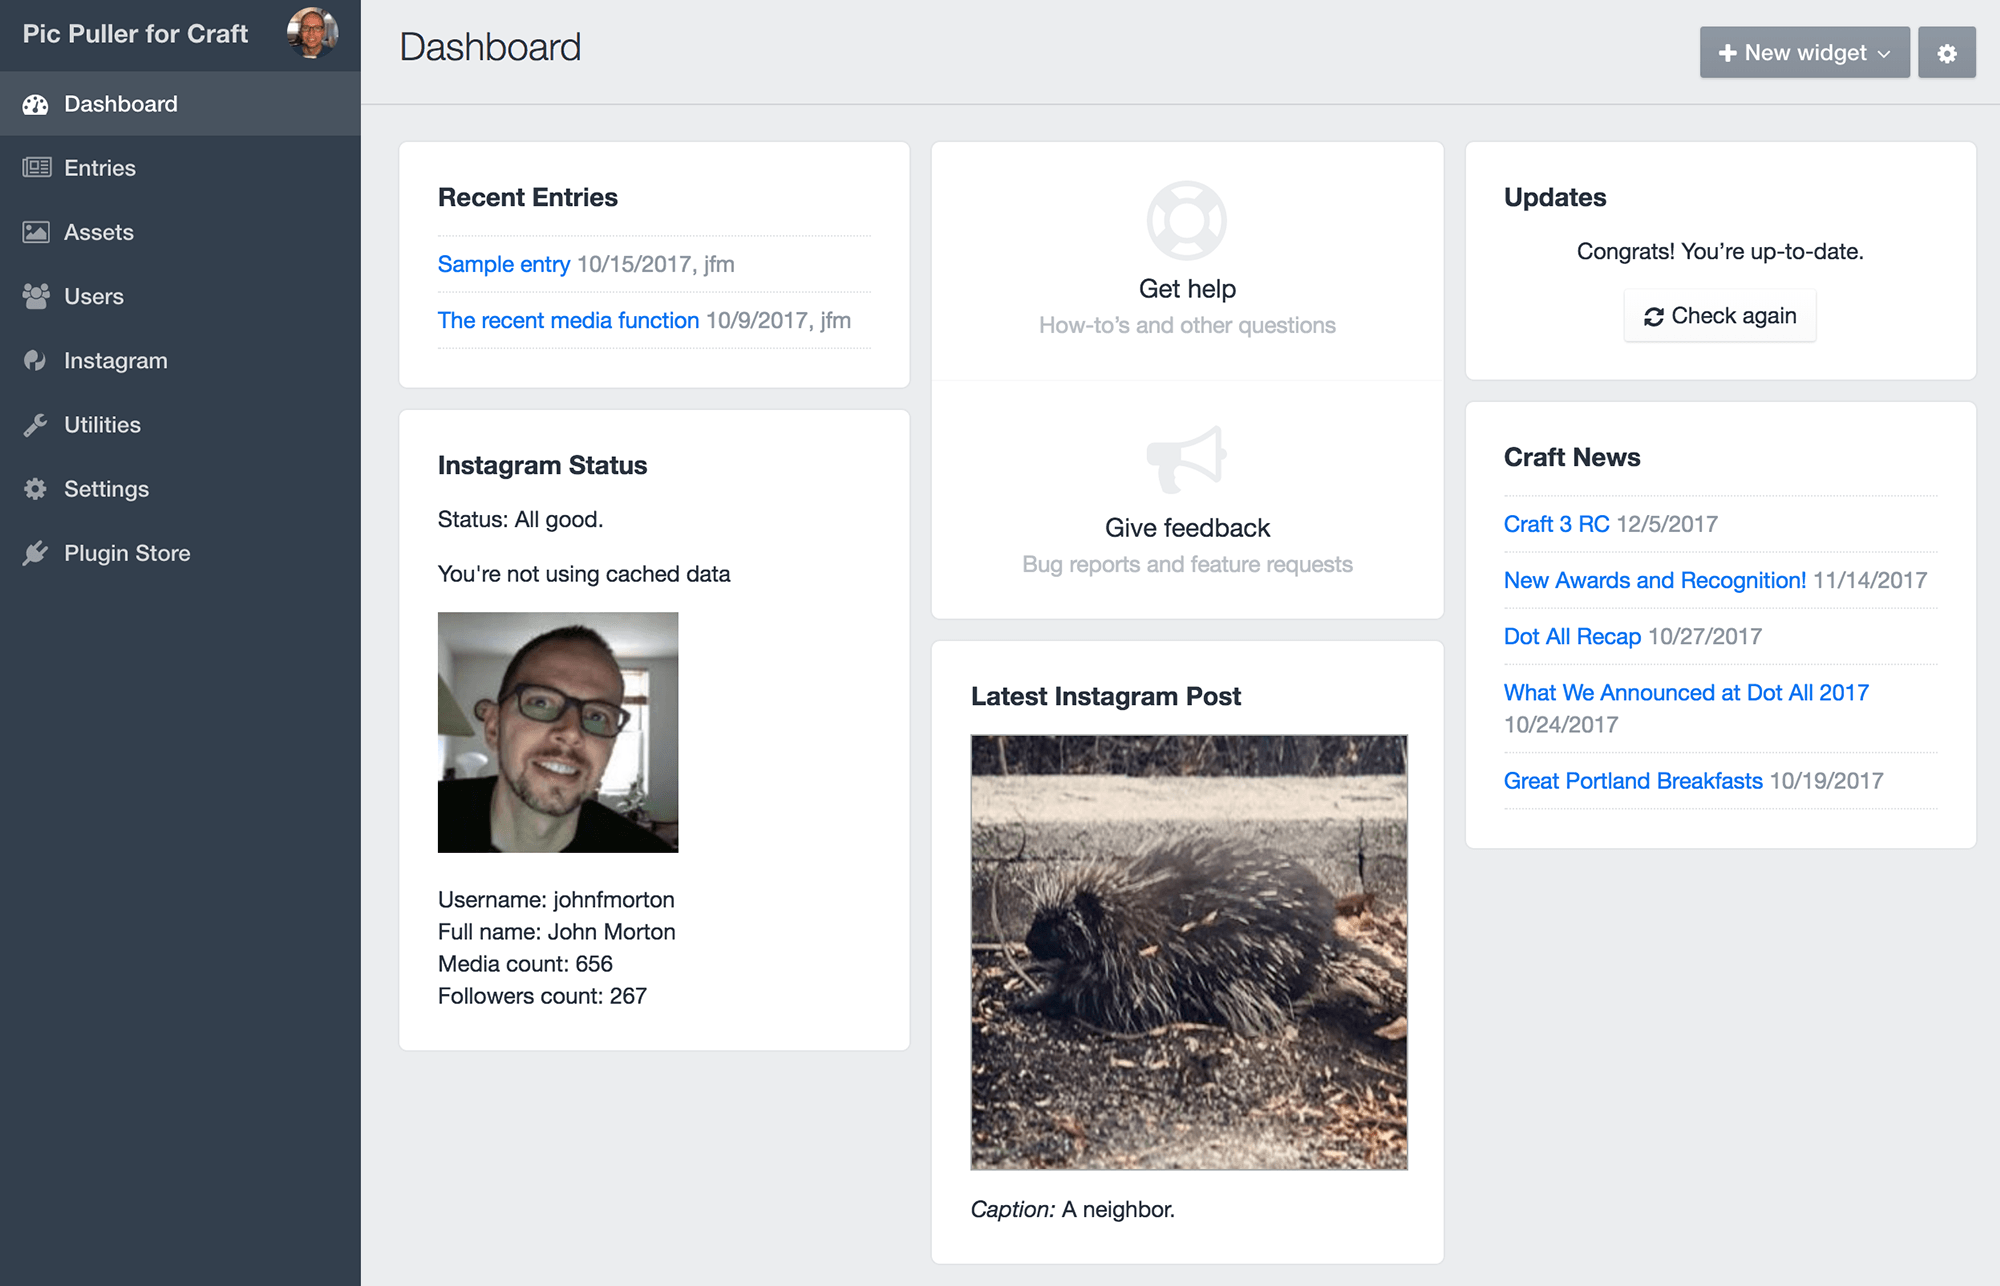 Pic Puller for Craft
Dashboard
Entries
Assets
Users
Instagram
Utilities
Settings
Plugin Store
Dashboard
New widget
Recent Entries
Sample entry 10/15/2017, jfm
The recent media function 10/9/2017, jfm
Instagram Status
Status: All good.
You're not using cached data
Username: johnfmorton
Full name: John Morton
Media count: 656
Followers count: 267
Get help
How-to’s and other questions
Give feedback
Bug reports and feature requests
Latest Instagram Post
Caption: A neighbor.
Updates
Congrats! You’re up-to-date.
Check again
Craft News
Craft 3 RC 12/5/2017
New Awards and Recognition! 11/14/2017
Dot All Recap 10/27/2017
What We Announced at Dot All 2017
10/24/2017
Great Portland Breakfasts 10/19/2017